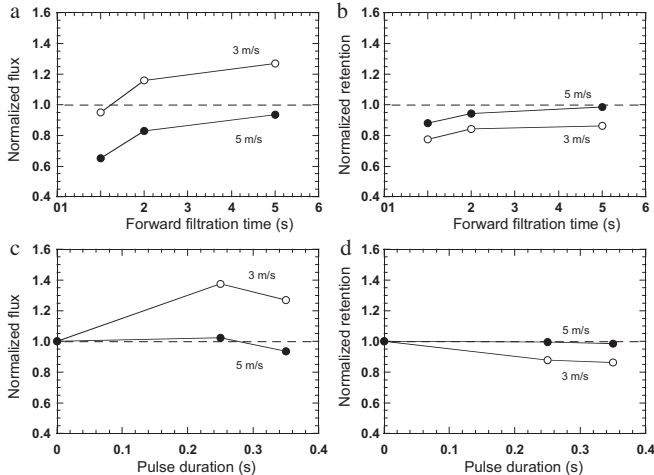 a
1.6
1.4
1.2
1.0
0.8
0.6
0.4
Normalized flux
3 m/s
5 m/s
01 2 3 4 5 6
Forward filtration time (s)
b
1.6
1.4
1.2
1.0
0.8
0.6
0.4
Normalized retention
5 m/s
3 m/s
01 2 3 4 5 6
Forward filtration time (s)
c
1.6
1.4
1.2
1.0
0.8
0.6
0.4
Normalized flux
3 m/s
5 m/s
0 0.1 0.2 0.3 0.4
Pulse duration (s)
d
1.6
1.4
1.2
1.0
0.8
0.6
0.4
Normalized retention
5 m/s
3 m/s
0 0.1 0.2 0.3 0.4
Pulse duration (s)